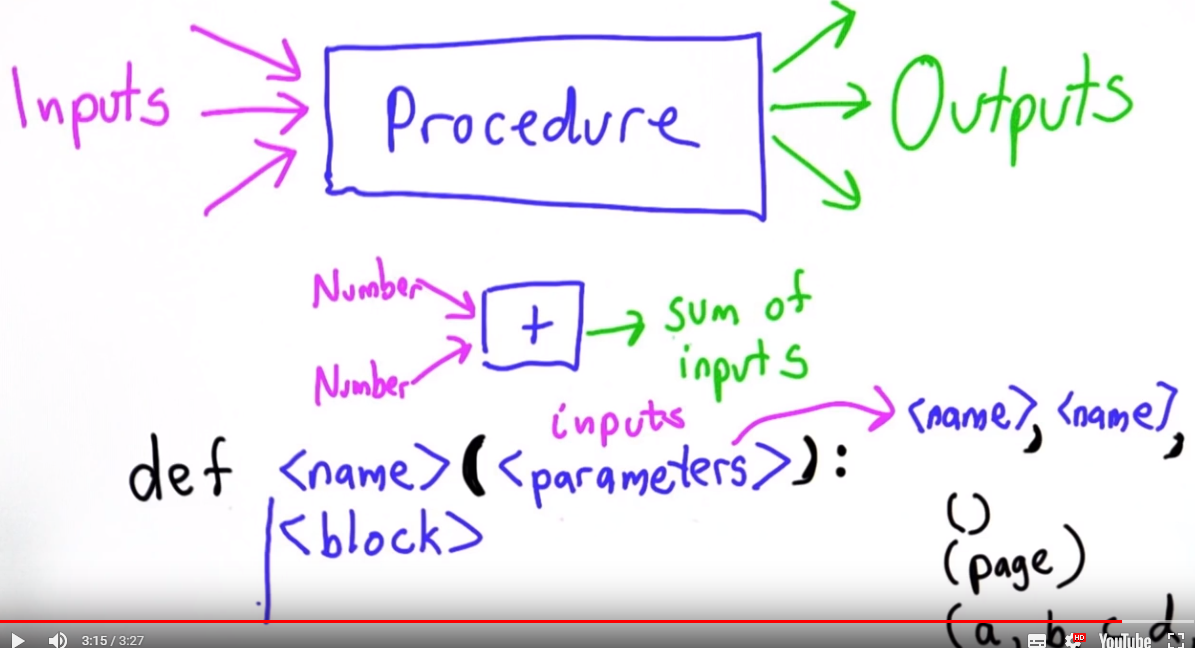 Inputs
Procedure
Outputs
Number
Number
+
sum of
inputs
inputs
<name>, <name>,
def <name>(<parameters>):
<block>
()
(page)
(a, b, c, d,
3:15 / 3:27
HD
YouTube